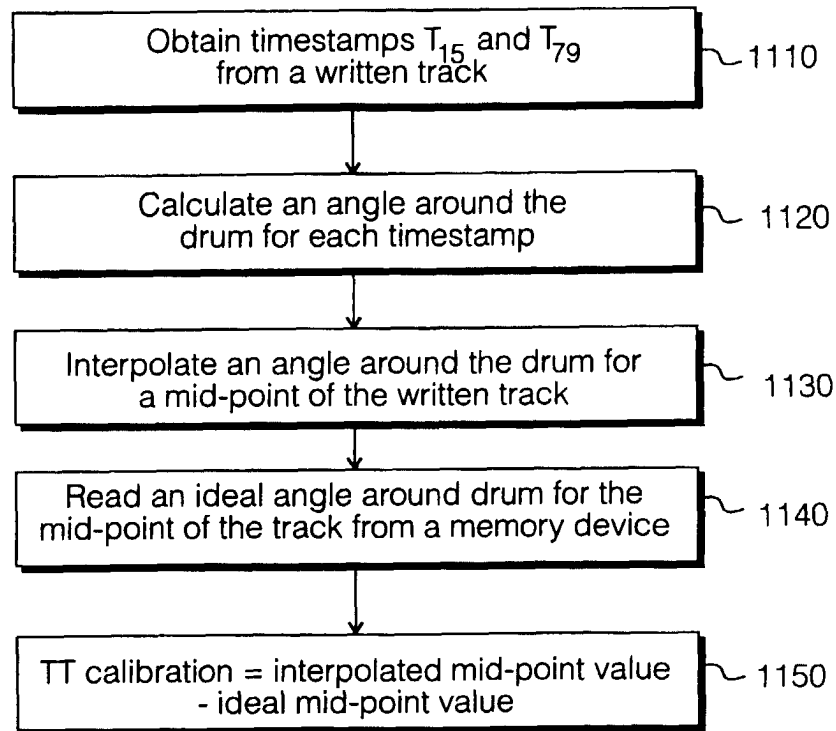 Obtain timestamps T15 and T79
from a written track
1110
Calculate an angle around the
drum for each timestamp
1120
Interpolate an angle around the drum for
a mid-point of the written track
1130
Read an ideal angle around drum for the
mid-point of the track from a memory device
1140
TT calibration = interpolated mid-point value
- ideal mid-point value
1150